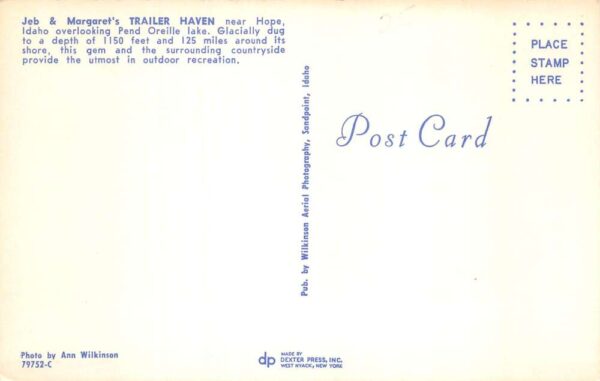 Jeb & Margaret's TRAILER HAVEN near Hope,
Idaho overlooking Pend Oreille lake. Glacially dug
to a depth of 1150 feet and 125 miles around its
shore, this gem and the surrounding countryside
provide the utmost in outdoor recreation.
PLACE
STAMP
HERE
Post Card
Pub. by Wilkinson Aerial Photography, Sandpoint, Idaho
Photo by Ann Wilkinson
79752-C
dp
MADE BY
DEXTER PRESS, INC.
WEST NYACK, NEW YORK